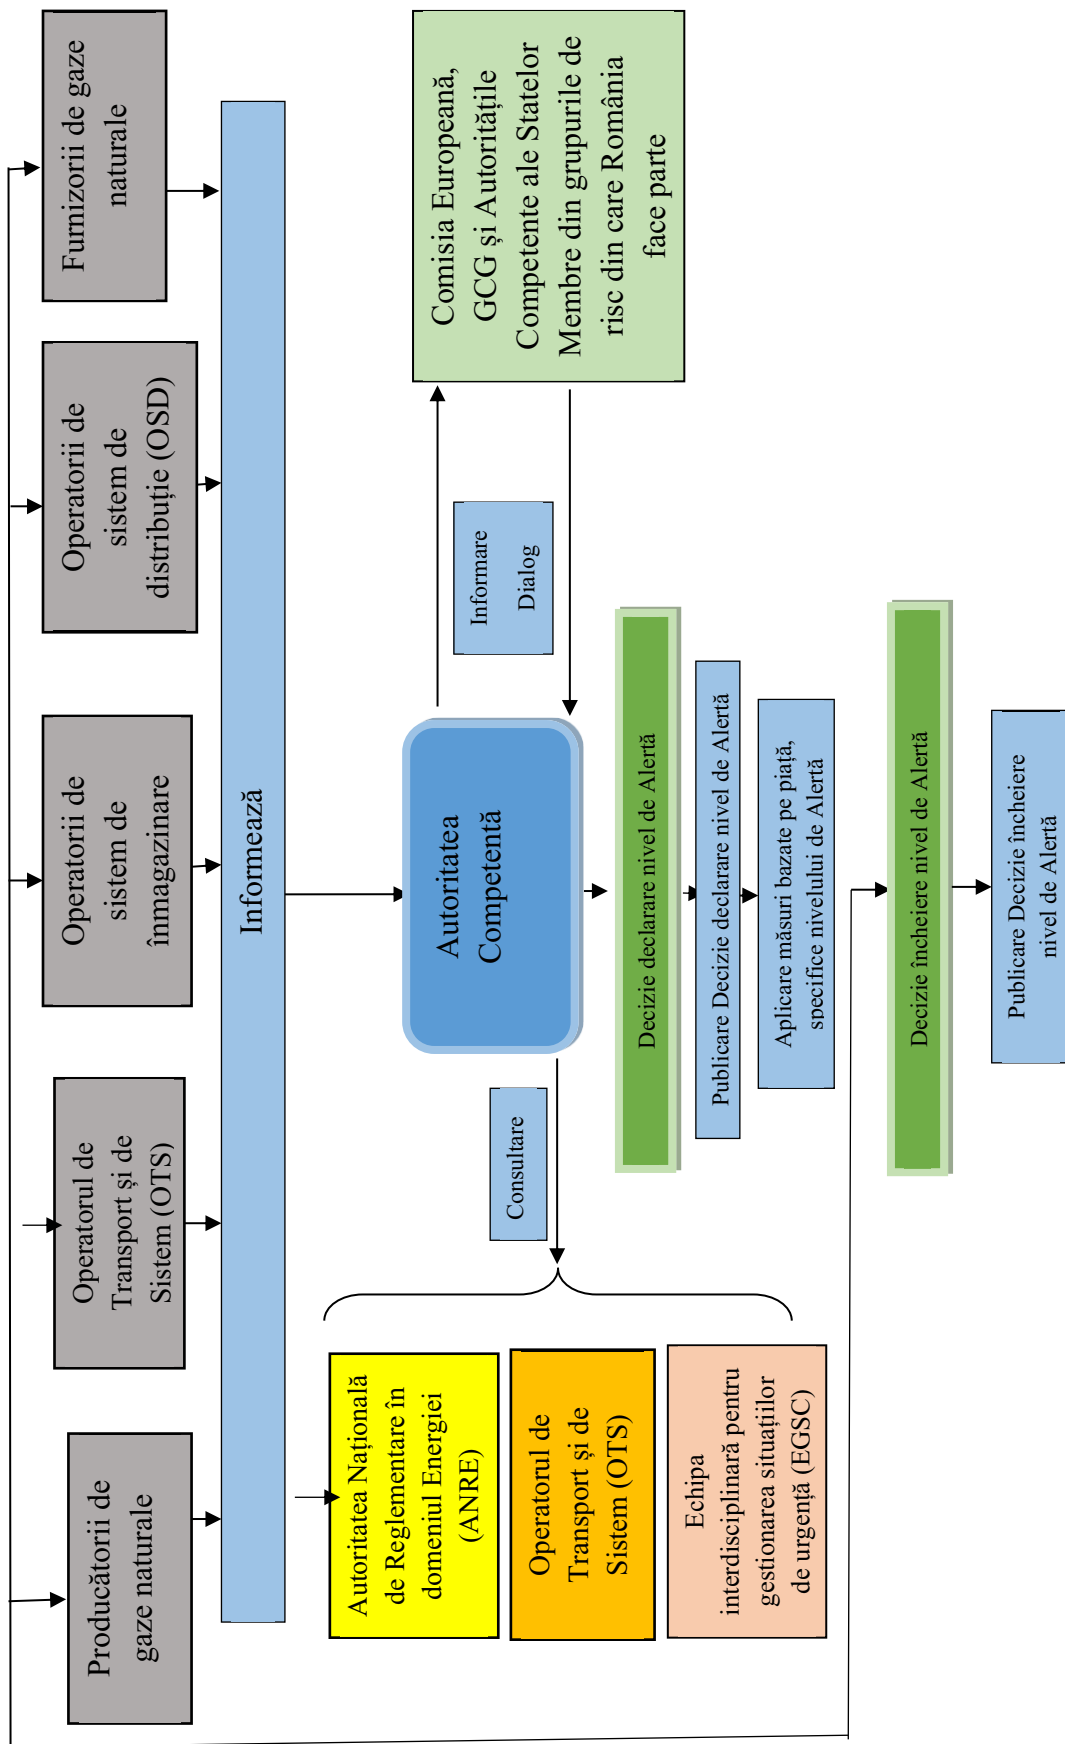 Producătorii de
gaze naturale
Operatorul de
Transport și de
Sistem (OTS)
Operatorii de
sistem de
înmagazinare
Operatorii de
sistem de
distribuție (OSD)
Furnizorii de gaze
naturale
Informează
Autoritatea Națională
de Reglementare în
domeniul Energiei
(ANRE)
Operatorul de
Transport și de
Sistem (OTS)
Echipa
interdisciplinară pentru
gestionarea situațiilor
de urgență (EGSC)
Consultare
Autoritatea
Competentă
Informare
Dialog
Comisia Europeană,
GCG și Autoritățile
Competente ale Statelor
Membre din grupurile de
risc din care România
face parte
Decizie declarare nivel de Alertă
Publicare Decizie declarare nivel de Alertă
Aplicare măsuri bazate pe piață,
specifice nivelului de Alertă
Decizie încheiere nivel de Alertă
Publicare Decizie încheiere
nivel de Alertă